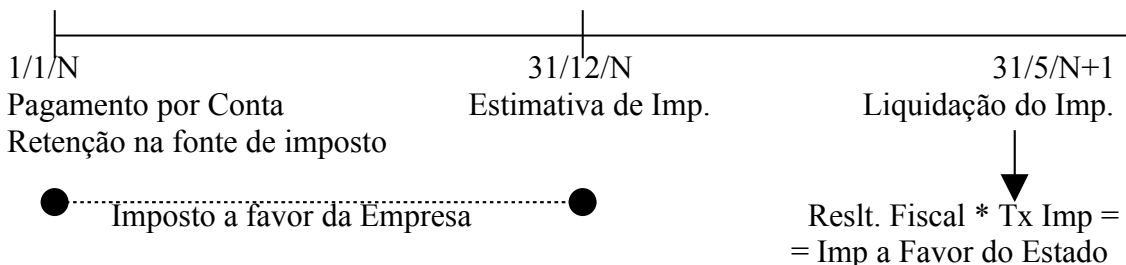 1/1/N 31/12/N 31/5/N+1
Pagamento por Conta Estimativa de Imp. Liquidação do Imp.
Retenção na fonte de imposto
Imposto a favor da Empresa Reslt. Fiscal * Tx Imp =
= Imp a Favor do Estado